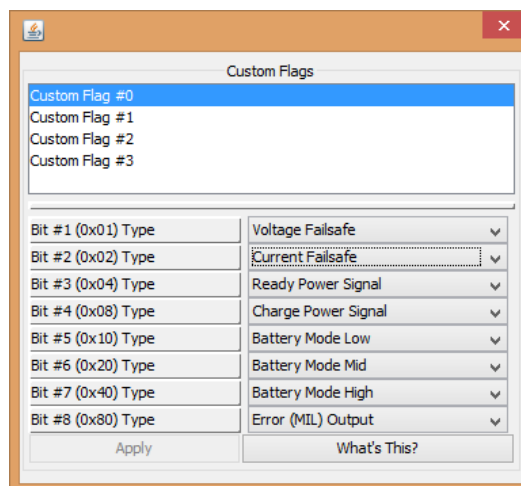 Custom Flags
Custom Flag #0
Custom Flag #1
Custom Flag #2
Custom Flag #3
Bit #1 (0x01) Type Voltage Failsafe
Bit #2 (0x02) Type Current Failsafe
Bit #3 (0x04) Type Ready Power Signal
Bit #4 (0x08) Type Charge Power Signal
Bit #5 (0x10) Type Battery Mode Low
Bit #6 (0x20) Type Battery Mode Mid
Bit #7 (0x40) Type Battery Mode High
Bit #8 (0x80) Type Error (MIL) Output
Apply What's This?